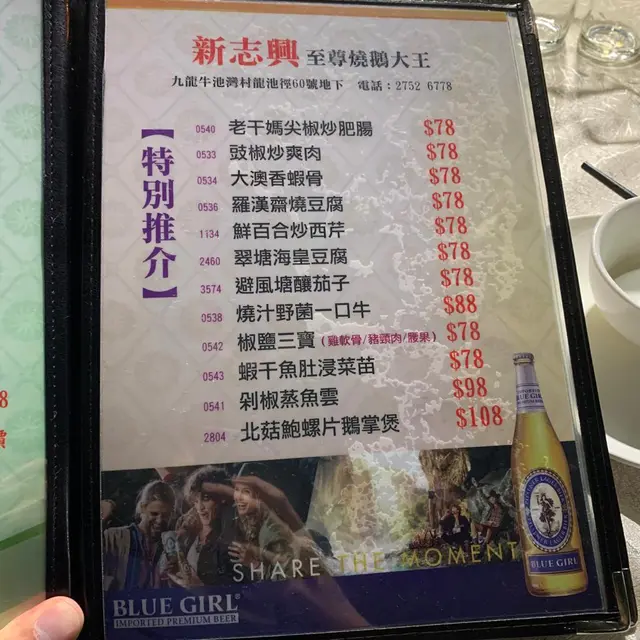 新志興 至尊燒鵝大王
九龍牛池灣村龍池徑60號地下 電話：2752 6778
【特別推介】
0540 老干媽尖椒炒肥腸 $78
0533 豉椒炒爽肉 $78
0534 大澳香蝦骨 $78
0536 羅漢齋燒豆腐 $78
1134 鮮百合炒西芹 $78
2460 翠塘海皇豆腐 $78
3574 避風塘釀茄子 $78
0538 燒汁野菌一口牛 $88
0542 椒鹽三寶（雞軟骨/豬頸肉/腰果） $78
0543 蝦干魚肚浸菜苗 $78
0541 剁椒蒸魚雲 $98
2804 北菇鮑螺片鵝掌煲 $108
SHARE THE MOMENT
BLUE GIRL
BLUE GIRL
BLUE GIRL
IMPORTED PREMIUM BEER
8
價